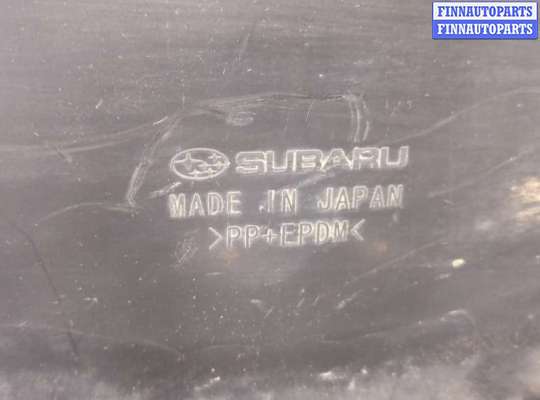 FINNAUTOPARTS
FINNAUTOPARTS
SUBARU
MADE IN JAPAN
>PP+EPDM<